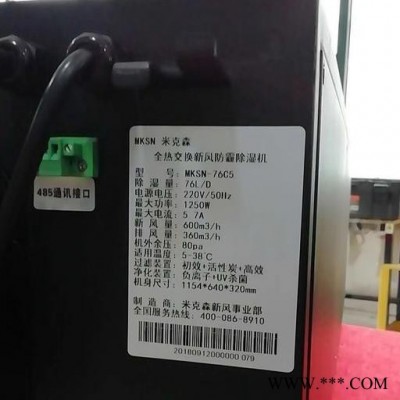 MKSN 米克森
全热交换新风防霾除湿机
型 号: MKSN-76C5
除 湿 量: 76L/D
电源电压: 220V/50Hz
最大功率: 1250W
最大电流: 5.7A
新 风 量: 600m3/h
排 风 量: 360m3/h
机外余压: 80pa
适用温度: 5-38℃
过滤装置: 初效+活性炭+高效
净化装置: 负离子+UV杀菌
机身尺寸: 1154*640*320mm
制 造 商: 米克森新风事业部
全国服务热线: 400-086-8910
20180912000000 079
485通讯接口
WWW.***.COM